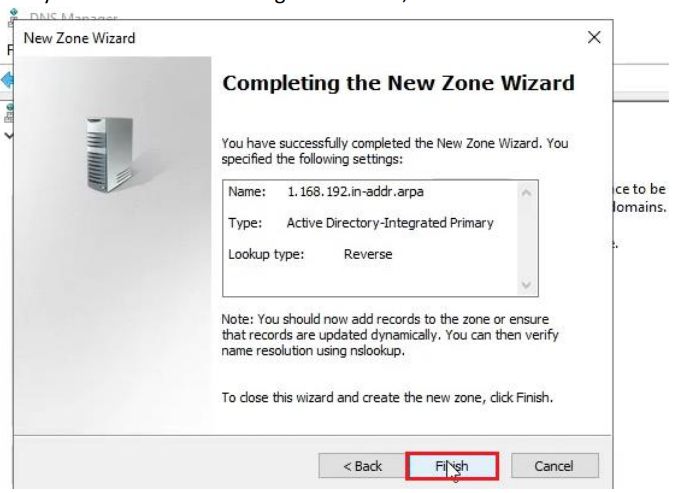 DNS Manager
New Zone Wizard
Completing the New Zone Wizard
You have successfully completed the New Zone Wizard. You
specified the following settings:
Name: 1.168.192.in-addr.arpa
Type: Active Directory-Integrated Primary
Lookup type: Reverse
ce to be
domains.
Note: You should now add records to the zone or ensure
that records are updated dynamically. You can then verify
name resolution using nslookup.
To close this wizard and create the new zone, click Finish.
< Back Finish Cancel